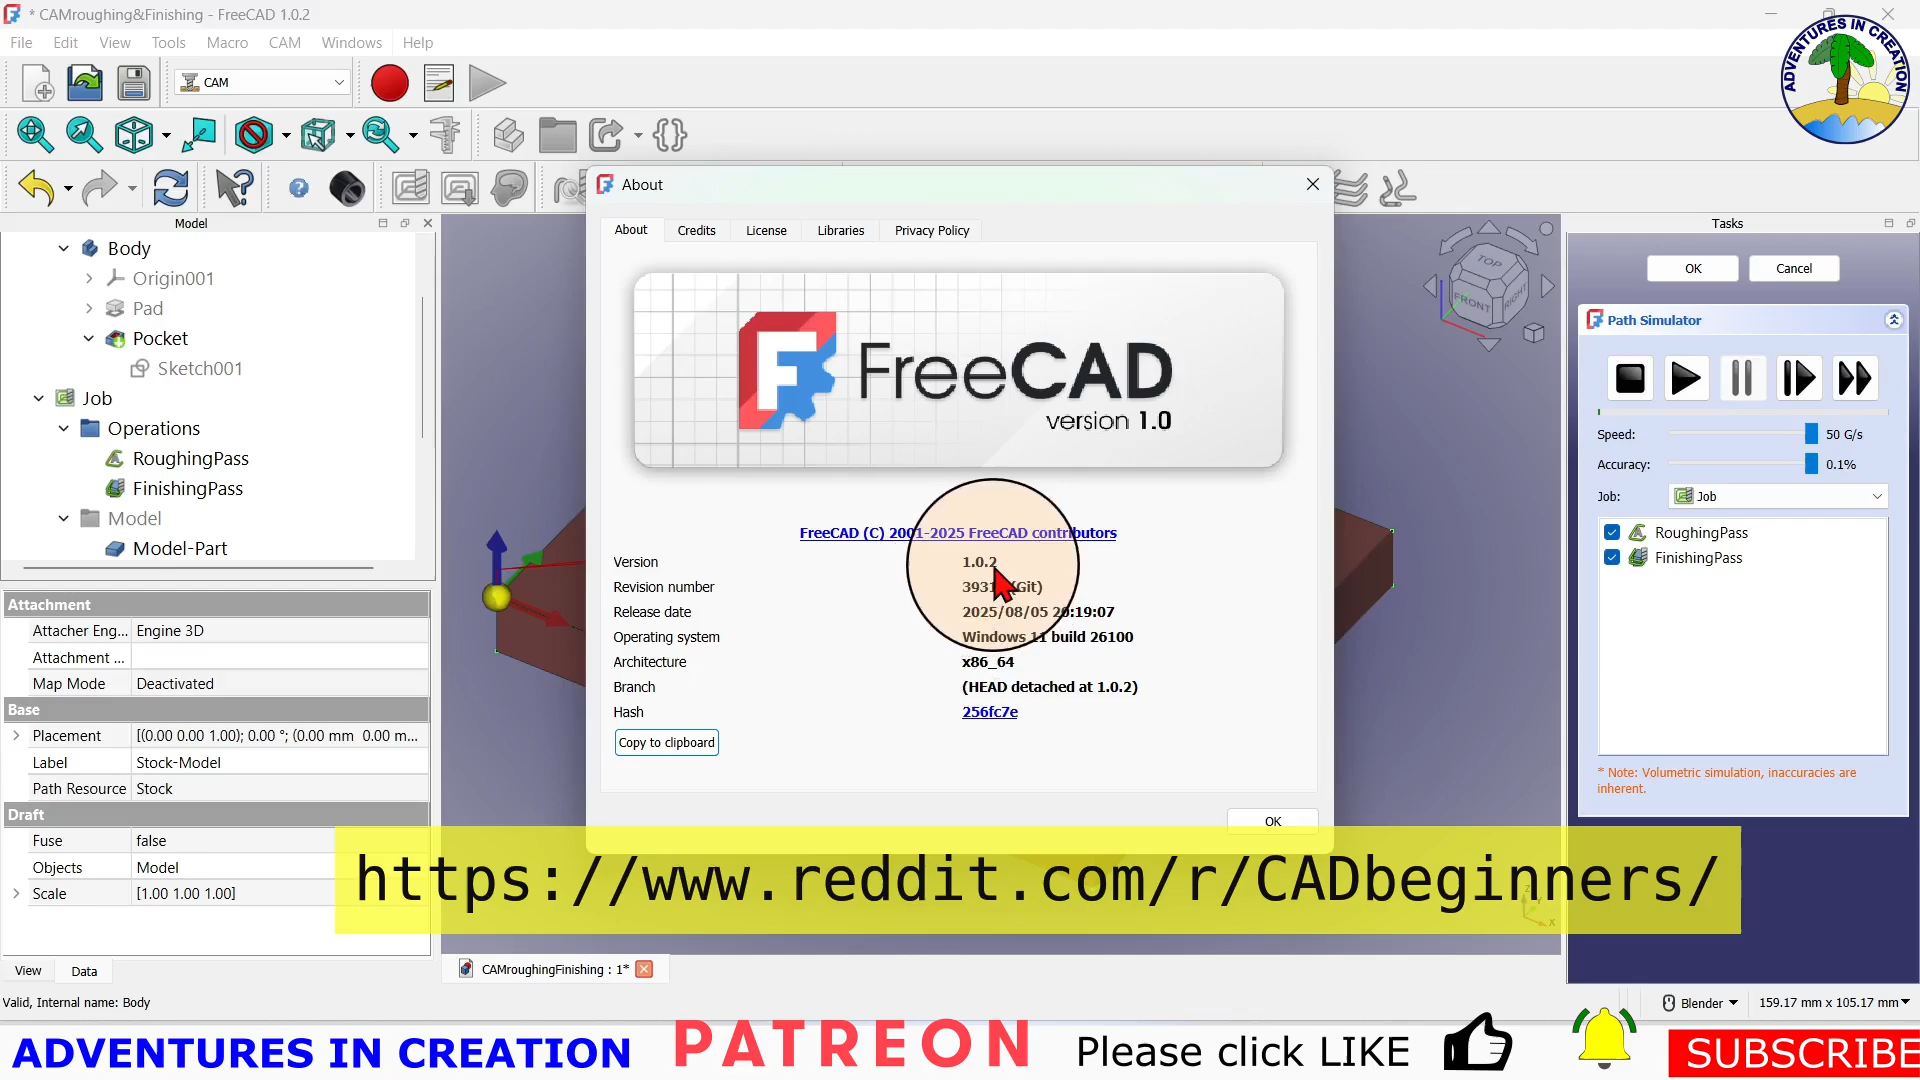 * CAMroughing&Finishing - FreeCAD 1.0.2
File Edit View Tools Macro CAM Windows Help
ADVENTURES IN CREATION
CAM
Model
Body
Origin001
Pad
Pocket
Sketch001
Job
Operations
RoughingPass
FinishingPass
Model
Model-Part
Attachment
Attacher Eng... Engine 3D
Attachment ...
Map Mode Deactivated
Base
Placement [(0.00 0.00 1.00); 0.00 °; (0.00 mm 0.00 m...
Label Stock-Model
Path Resource Stock
Draft
Fuse false
Objects Model
Scale [1.00 1.00 1.00]
View Data
Valid, Internal name: Body
About
About Credits License Libraries Privacy Policy
FreeCAD
version 1.0
FreeCAD (C) 2001-2025 FreeCAD contributors
Version 1.0.2
Revision number (Git)
Release date 2025/08/05 20:19:07
Operating system Windows 11 build 26100
Architecture x86_64
Branch (HEAD detached at 1.0.2)
Hash 256fc7e
Copy to clipboard
OK
TOP
FRONT
RIGHT
Tasks
OK Cancel
Path Simulator
Speed: 50 G/s
Accuracy: 0.1%
Job: Job
RoughingPass
FinishingPass
* Note: Volumetric simulation, inaccuracies are
inherent.
https://www.reddit.com/r/CADbeginners/
CAMroughingFinishing : 1*
Blender 159.17 mm x 105.17 mm
ADVENTURES IN CREATION PATREON Please click LIKE SUBSCRIBE